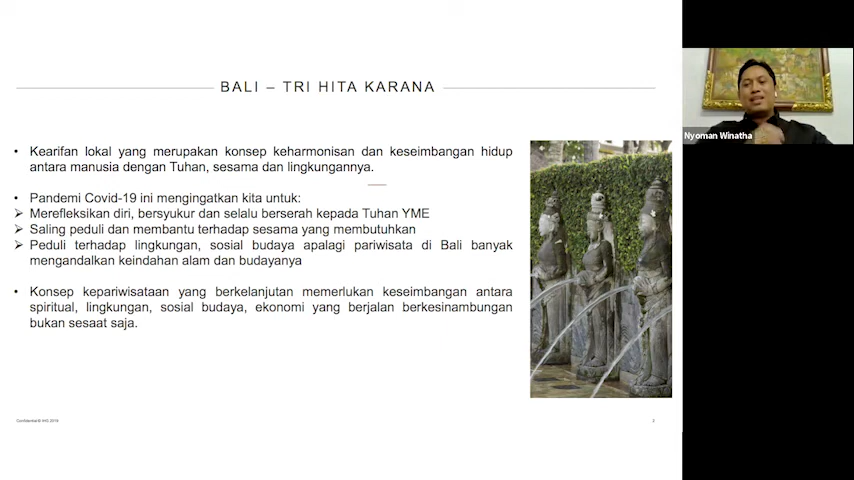 BALI – TRI HITA KARANA
• Kearifan lokal yang merupakan konsep keharmonisan dan keseimbangan hidup
antara manusia dengan Tuhan, sesama dan lingkungannya.
• Pandemi Covid-19 ini mengingatkan kita untuk:
➢ Merefleksikan diri, bersyukur dan selalu berserah kepada Tuhan YME
➢ Saling peduli dan membantu terhadap sesama yang membutuhkan
➢ Peduli terhadap lingkungan, sosial budaya apalagi pariwisata di Bali banyak
mengandalkan keindahan alam dan budayanya
• Konsep kepariwisataan yang berkelanjutan memerlukan keseimbangan antara
spiritual, lingkungan, sosial budaya, ekonomi yang berjalan berkesinambungan
bukan sesaat saja.
Confidential© IHG 2019
2
Nyoman Winatha